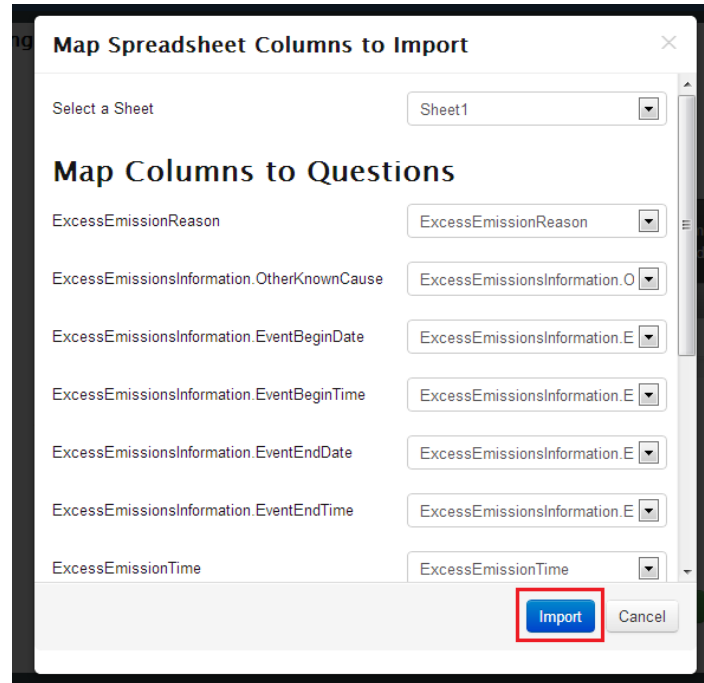 Map Spreadsheet Columns to Import
Select a Sheet Sheet1
Map Columns to Questions
ExcessEmissionReason ExcessEmissionReason
ExcessEmissionsInformation.OtherKnownCause ExcessEmissionsInformation.O
ExcessEmissionsInformation.EventBeginDate ExcessEmissionsInformation.E
ExcessEmissionsInformation.EventBeginTime ExcessEmissionsInformation.E
ExcessEmissionsInformation.EventEndDate ExcessEmissionsInformation.E
ExcessEmissionsInformation.EventEndTime ExcessEmissionsInformation.E
ExcessEmissionTime ExcessEmissionTime
Import Cancel